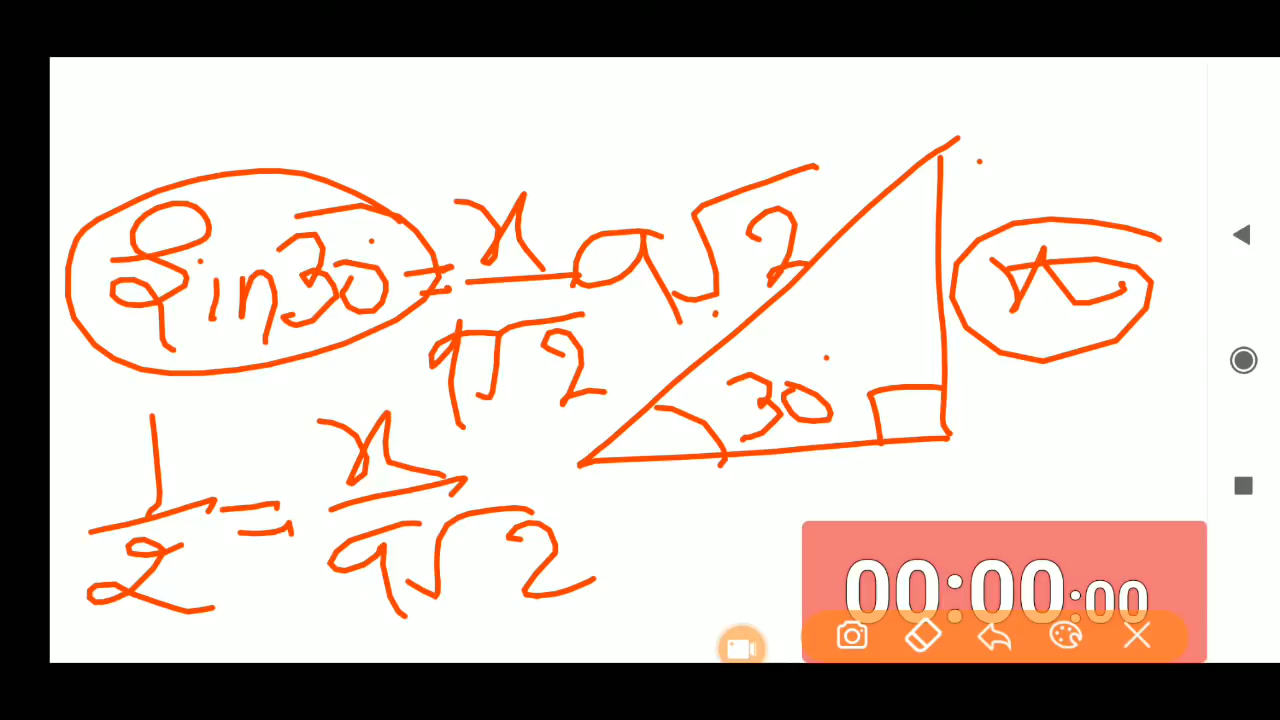 Sin30° = x/9√2
9√2
x
30°
1/2 = x/9√2
00:00:00